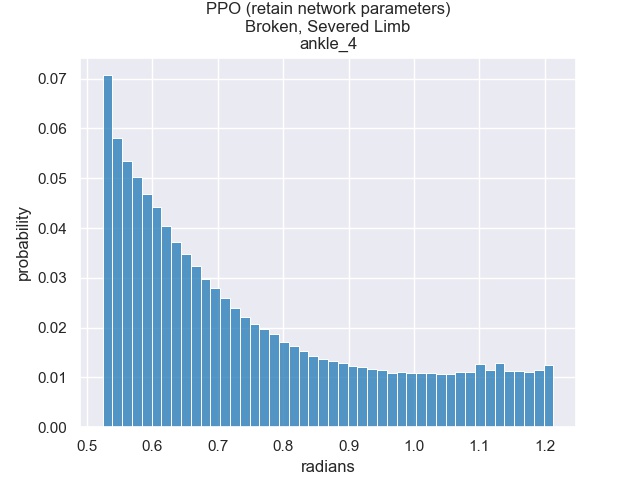 PPO (retain network parameters)
Broken, Severed Limb
ankle_4
0.07
0.06
0.05
0.04
0.03
0.02
0.01
0.00
probability
0.5 0.6 0.7 0.8 0.9 1.0 1.1 1.2
radians